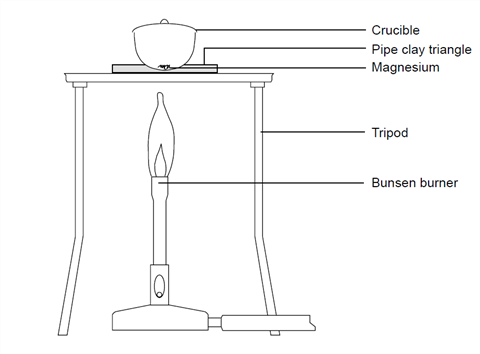 Crucible
Pipe clay triangle
Magnesium
Tripod
Bunsen burner